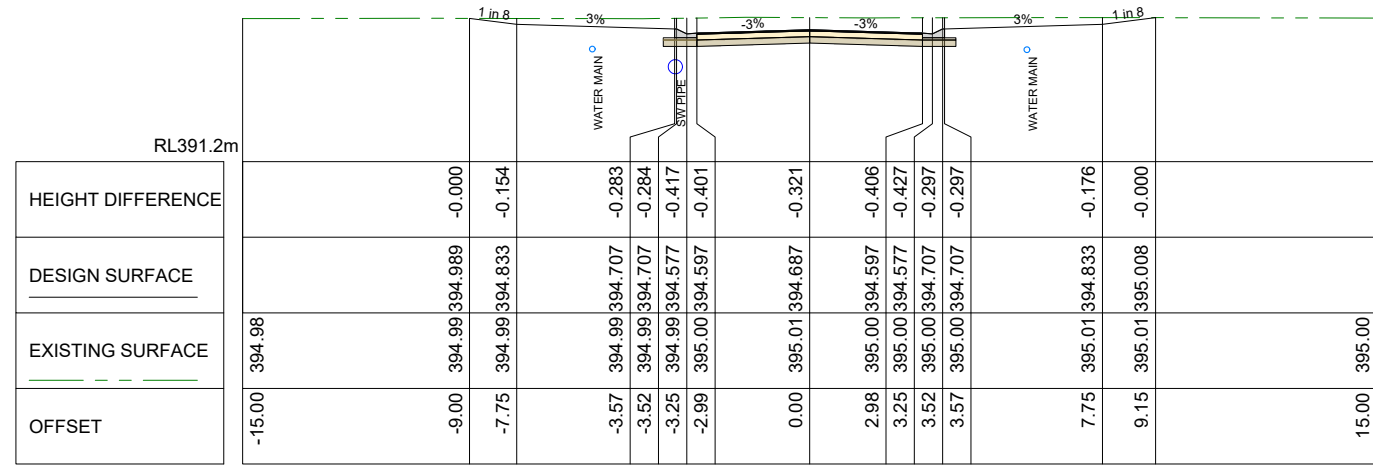 1 in 8
3%
-3%
-3%
3%
1 in 8
WATER MAIN
SW PIPE
WATER MAIN
RL391.2m
HEIGHT DIFFERENCE -0.000 -0.154 -0.283 -0.284 -0.417 -0.401 -0.321 -0.406 -0.427 -0.297 -0.297 -0.176 -0.000
DESIGN SURFACE 394.989 394.833 394.707 394.707 394.577 394.597 394.687 394.597 394.577 394.707 394.707 394.833 395.008
EXISTING SURFACE 394.98 394.99 394.99 394.99 394.99 394.99 395.00 395.01 395.00 395.00 395.00 395.00 395.01 395.01 395.00
OFFSET -15.00 -9.00 -7.75 -3.57 -3.52 -3.25 -2.99 0.00 2.98 3.25 3.52 3.57 7.75 9.15 15.00